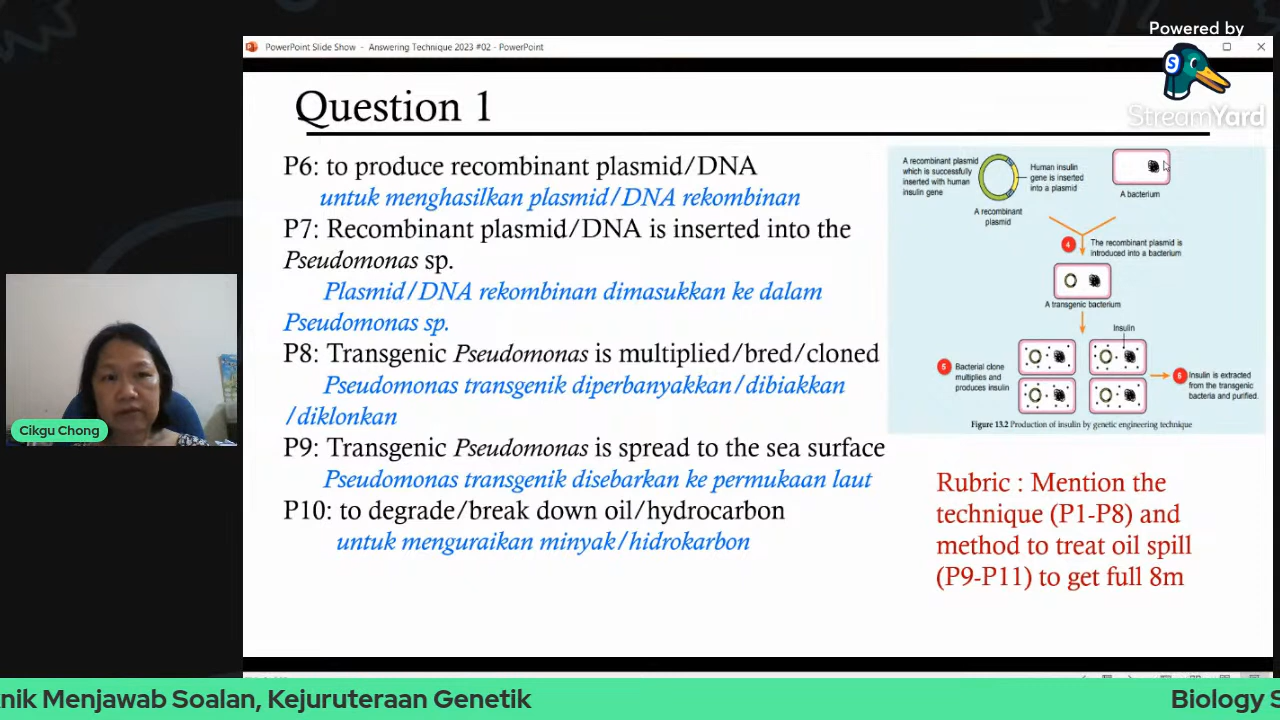 Powered by
StreamYard
PowerPoint Slide Show - Answering Technique 2023 #02 - PowerPoint
Question 1
P6: to produce recombinant plasmid/DNA
untuk menghasilkan plasmid/DNA rekombinan
P7: Recombinant plasmid/DNA is inserted into the
Pseudomonas sp.
Plasmid/DNA rekombinan dimasukkan ke dalam
Pseudomonas sp.
P8: Transgenic Pseudomonas is multiplied/bred/cloned
Pseudomonas transgenik diperbanyakkan/dibiakkan
/diklonkan
P9: Transgenic Pseudomonas is spread to the sea surface
Pseudomonas transgenik disebarkan ke permukaan laut
P10: to degrade/break down oil/hydrocarbon
untuk menguraikan minyak/hidrokarbon
A recombinant plasmid
which is successfully
inserted with human
insulin gene
Human insulin
gene is inserted
into a plasmid
A recombinant
plasmid
A bacterium
4
The recombinant plasmid is
introduced into a bacterium
A transgenic bacterium
Insulin
5
Bacterial clone
multiplies and
produces insulin
6
Insulin is extracted
from the transgenic
bacteria and purified.
Figure 13.2 Production of insulin by genetic engineering technique
Rubric : Mention the
technique (P1-P8) and
method to treat oil spill
(P9-P11) to get full 8m
Cikgu Chong
nik Menjawab Soalan, Kejuruteraan Genetik
Biology S